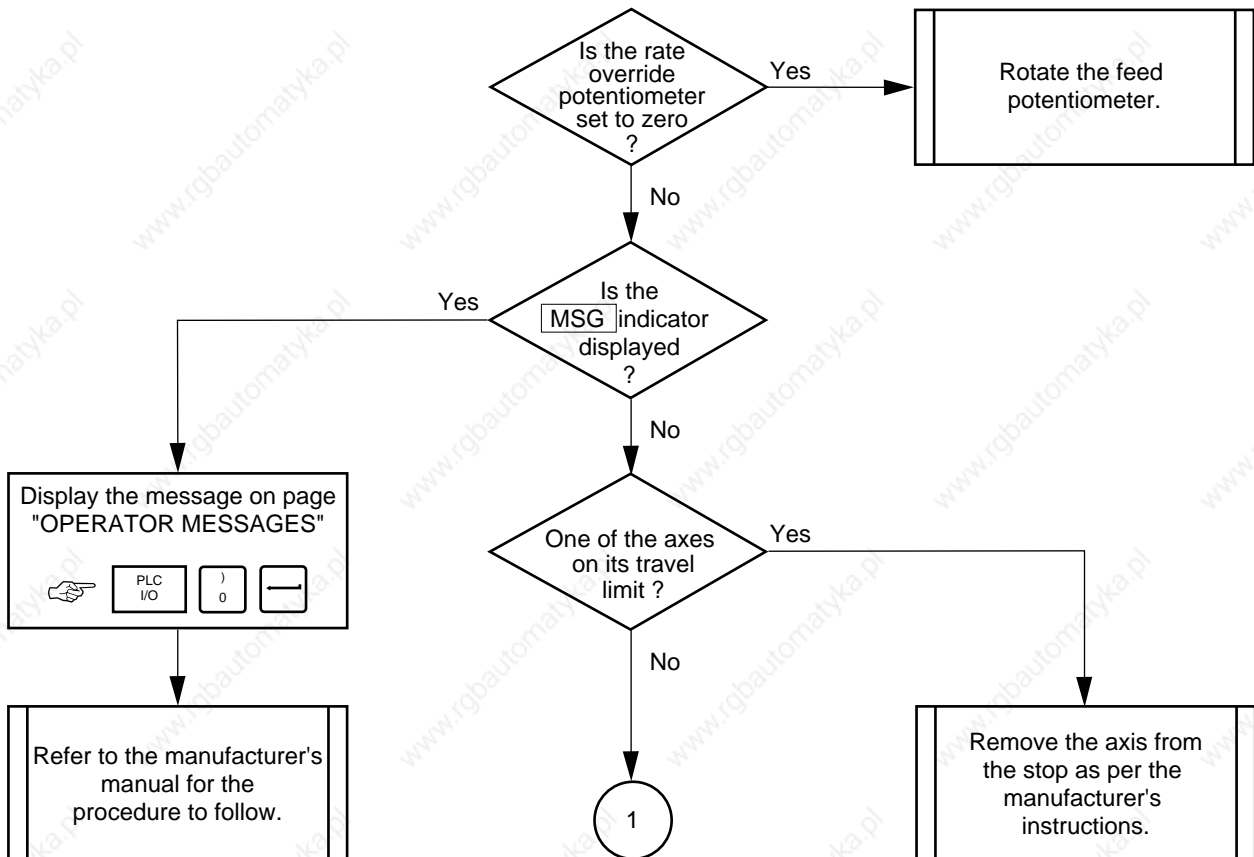 Is the rate
override
potentiometer
set to zero
?
Yes
Rotate the feed
potentiometer.
No
Is the
MSG indicator
displayed
?
Yes
No
Display the message on page
"OPERATOR MESSAGES"
PLC
I/O
)
0
One of the axes
on its travel
limit ?
Yes
No
Refer to the manufacturer's
manual for the
procedure to follow.
1
Remove the axis from
the stop as per the
manufacturer's
instructions.
www.rgbautomatyka.pl